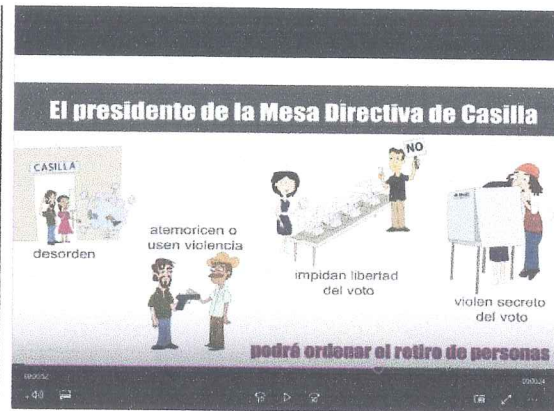 El presidente de la Mesa Directiva de Casilla
CASILLA
NO
desorden
atemoricen o
usen violencia
impidan libertad
del voto
violen secreto
del voto
podrá ordenar el retiro de personas